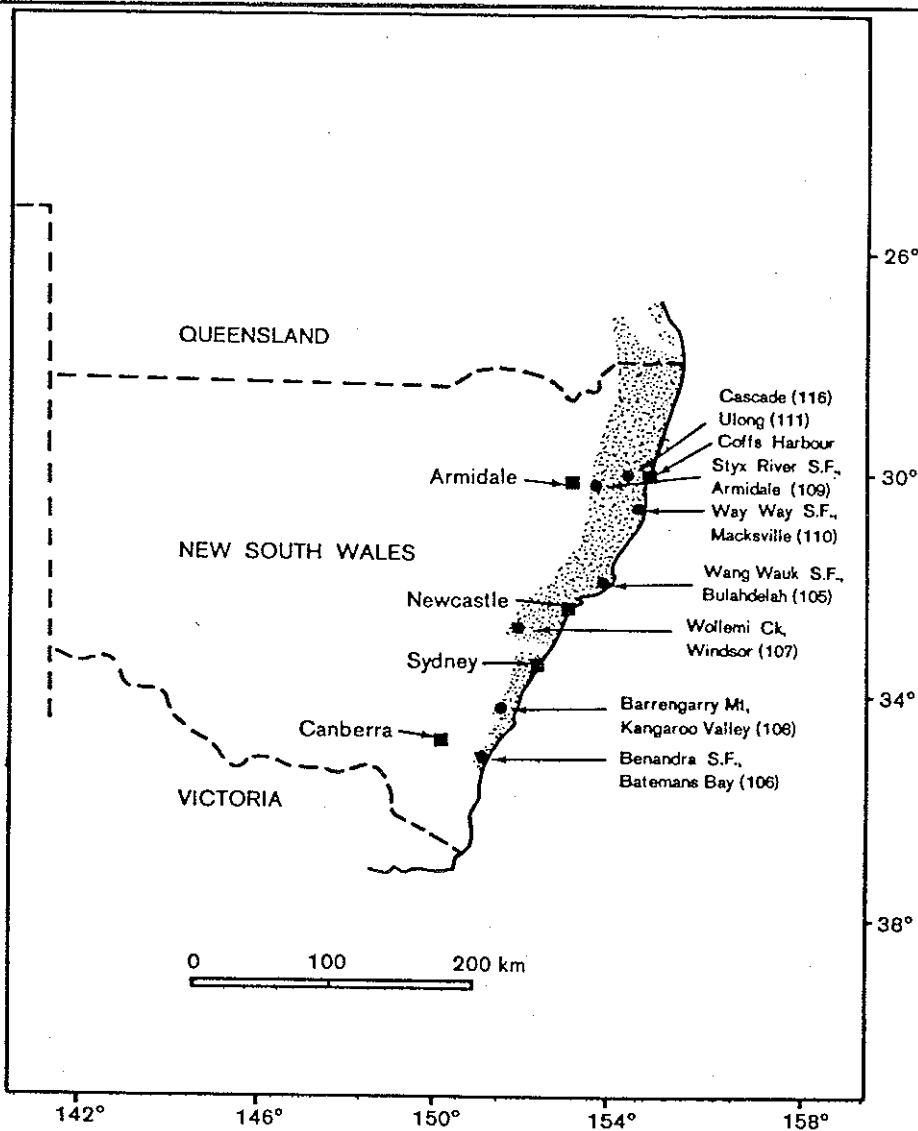 26°
QUEENSLAND
Cascade (116)
Ulong (111)
Coffs Harbour
Styx River S.F.,
Armidale (109)
Way Way S.F.,
Macksville (110)
Armidale
30°
NEW SOUTH WALES
Wang Wauk S.F.,
Bulahdelah (105)
Newcastle
Wollemi Ck,
Windsor (107)
Sydney
34°
Barrengarry Mt,
Kangaroo Valley (106)
Canberra
Benandra S.F.,
Batemans Bay (106)
VICTORIA
38°
0 100 200 km
142° 146° 150° 154° 158°